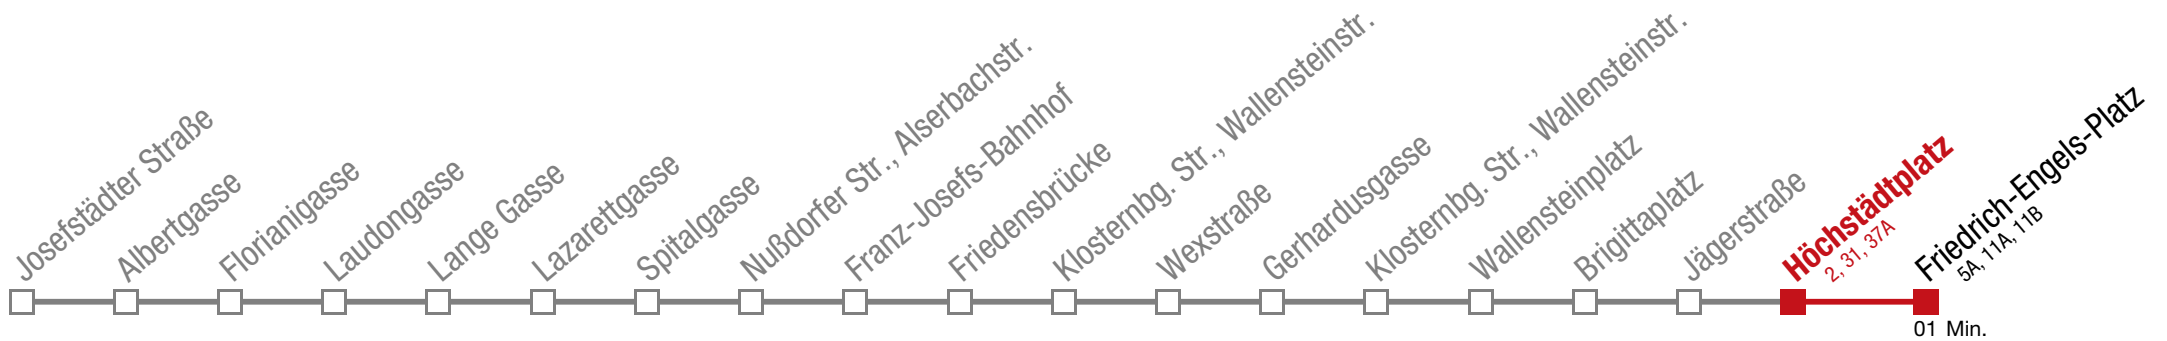 Josefstädter Straße
Albertgasse
Florianigasse
Laudongasse
Lange Gasse
Lazarettgasse
Spitalgasse
Nußdorfer Str., Alserbachstr.
Franz-Josefs-Bahnhof
Friedensbrücke
Klosternbg. Str., Wallensteinstr.
Wexstraße
Gerhardusgasse
Klosternbg. Str., Wallensteinstr.
Wallensteinplatz
Brigittaplatz
Jägerstraße
Höchstädtplatz
2, 31, 37A
Friedrich-Engels-Platz
5A, 11A, 11B
01 Min.